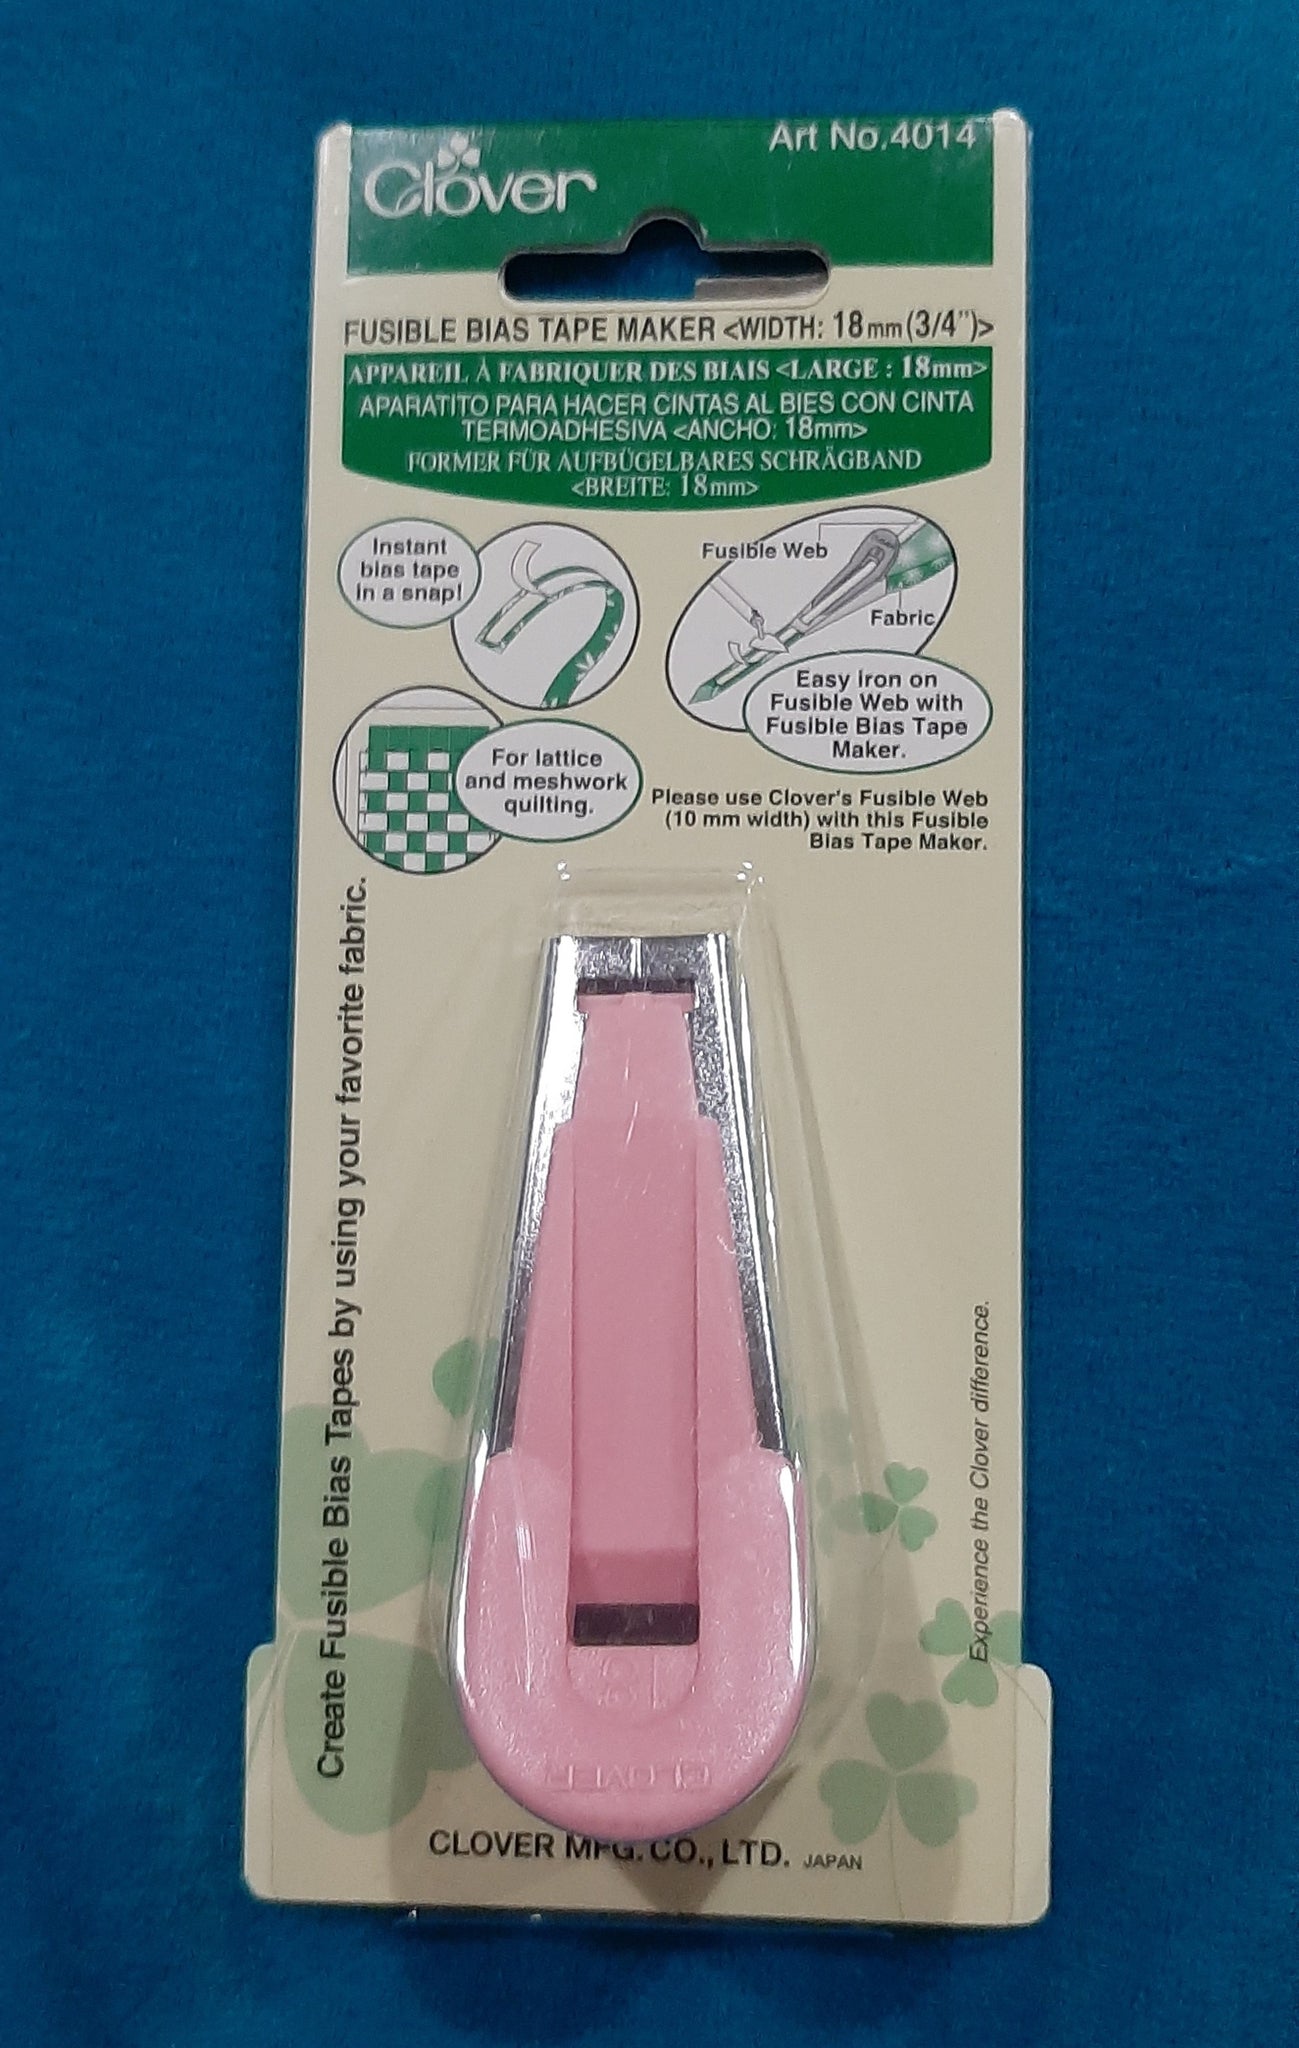 Clover
Art No.4014
FUSIBLE BIAS TAPE MAKER <WIDTH: 18mm(3/4")>
APPAREIL À FABRIQUER DES BIAIS <LARGE : 18mm>
APARATITO PARA HACER CINTAS AL BIES CON CINTA
TERMOADHESIVA <ANCHO: 18mm>
FORMER FÜR AUFBÜGELBARES SCHRÄGBAND
<BREITE: 18mm>
Instant
bias tape
in a snap!
Fusible Web
Fabric
Easy iron on
Fusible Web with
Fusible Bias Tape
Maker.
For lattice
and meshwork
quilting.
Please use Clover's Fusible Web
(10 mm width) with this Fusible
Bias Tape Maker.
Create Fusible Bias Tapes by using your favorite fabric.
Experience the Clover difference.
18
CLOVER
CLOVER MFG. CO., LTD. JAPAN